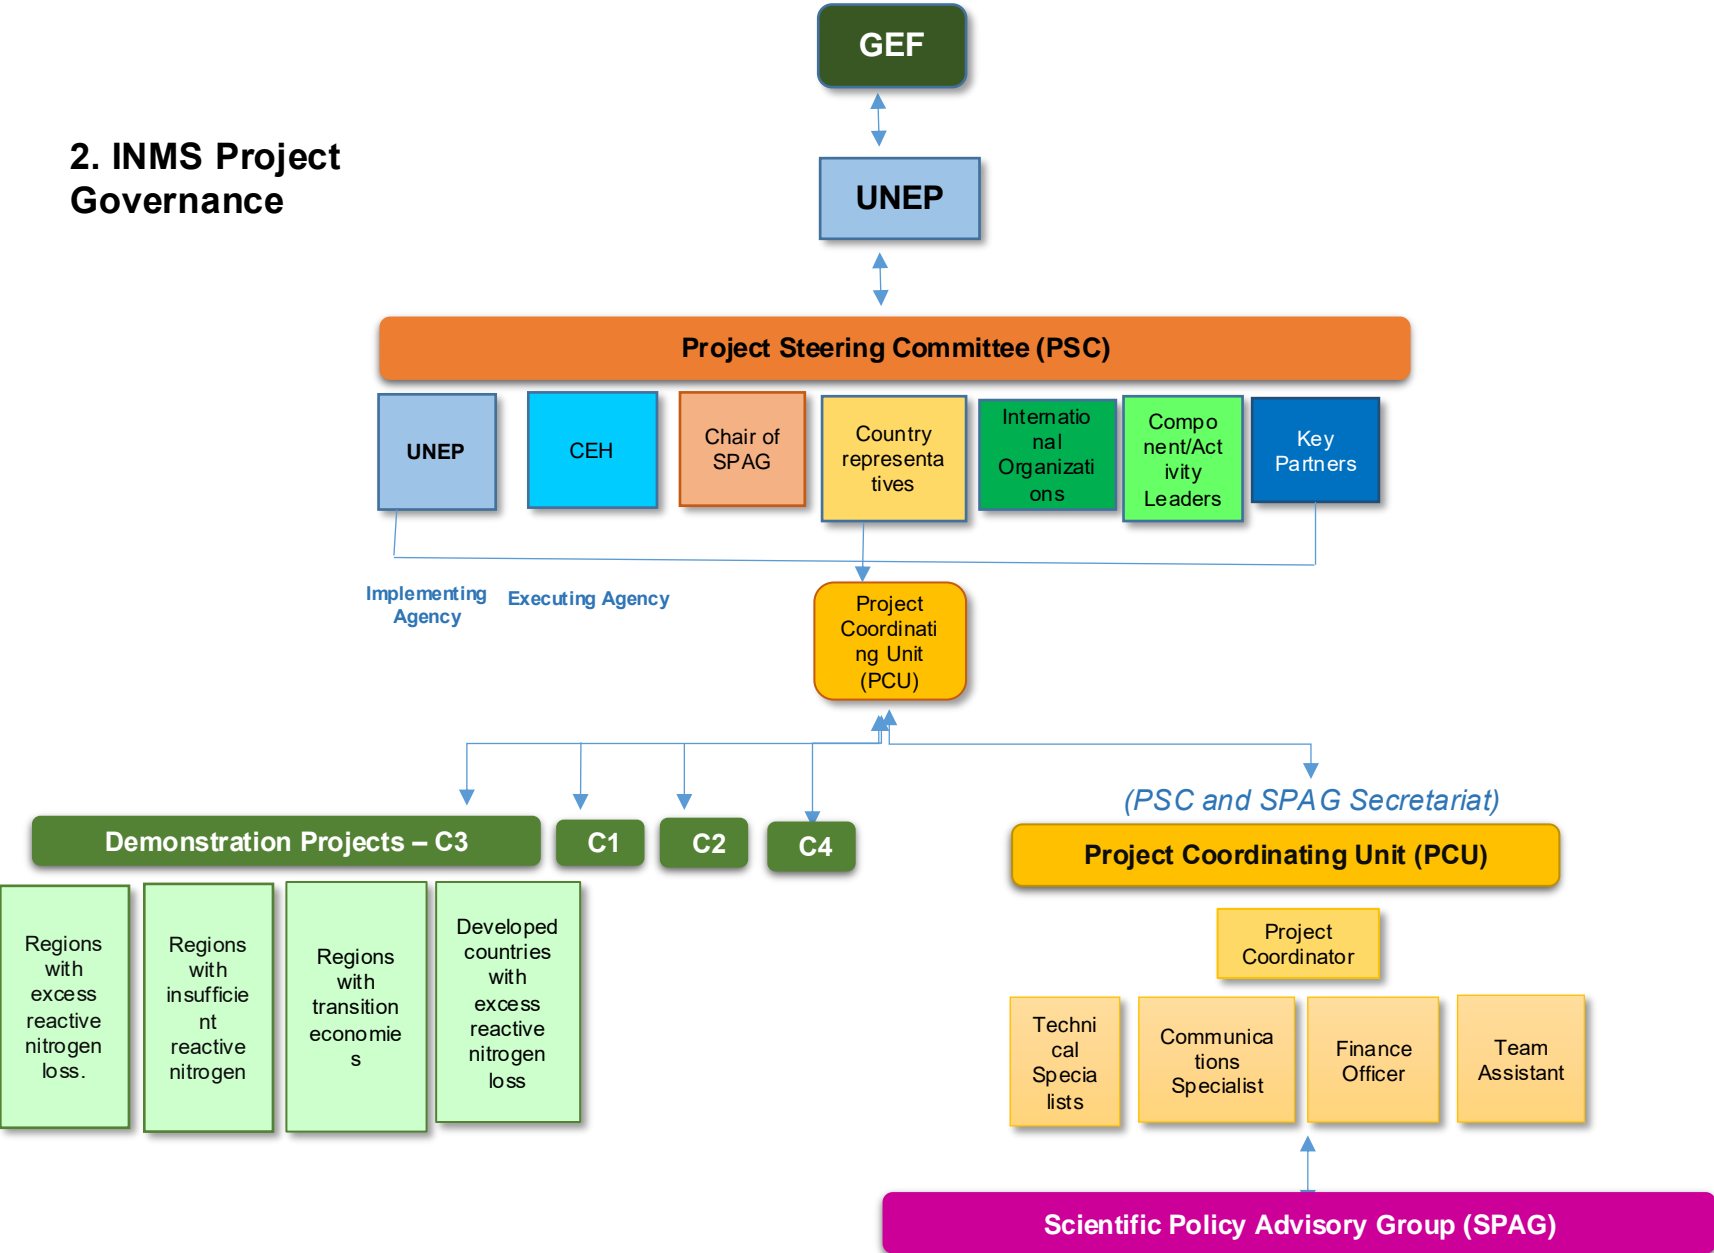 GEF
2. INMS Project
Governance
UNEP
Project Steering Committee (PSC)
UNEP
CEH
Chair of
SPAG
Country
representa
tives
Internatio
nal
Organizati
ons
Compo
nent/Act
ivity
Leaders
Key
Partners
Implementing
Agency
Executing Agency
Project
Coordinati
ng Unit
(PCU)
(PSC and SPAG Secretariat)
Demonstration Projects – C3
C1
C2
C4
Project Coordinating Unit (PCU)
Regions
with
excess
reactive
nitrogen
loss.
Regions
with
insufficie
nt
reactive
nitrogen
Regions
with
transition
economie
s
Developed
countries
with
excess
reactive
nitrogen
loss
Project
Coordinator
Techni
cal
Specia
lists
Communica
tions
Specialist
Finance
Officer
Team
Assistant
Scientific Policy Advisory Group (SPAG)